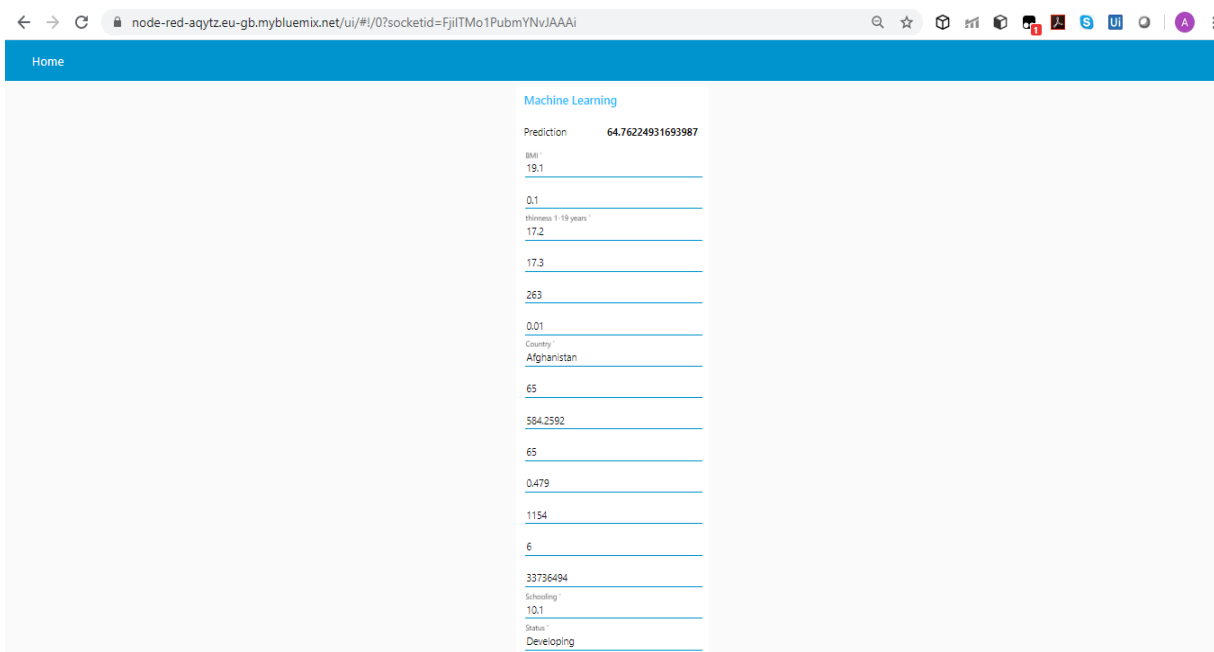 node-red-aqytz.eu-gb.mybluemix.net/ui/#!/0?socketid=FjiITMo1PubmYNvJAAAi
Home
Machine Learning
Prediction 64.76224931693987
BMI *
19.1
0.1
thinness 1-19 years *
17.2
17.3
263
0.01
Country *
Afghanistan
65
584.2592
65
0.479
1154
6
33736494
Schooling *
10.1
Status *
Developing